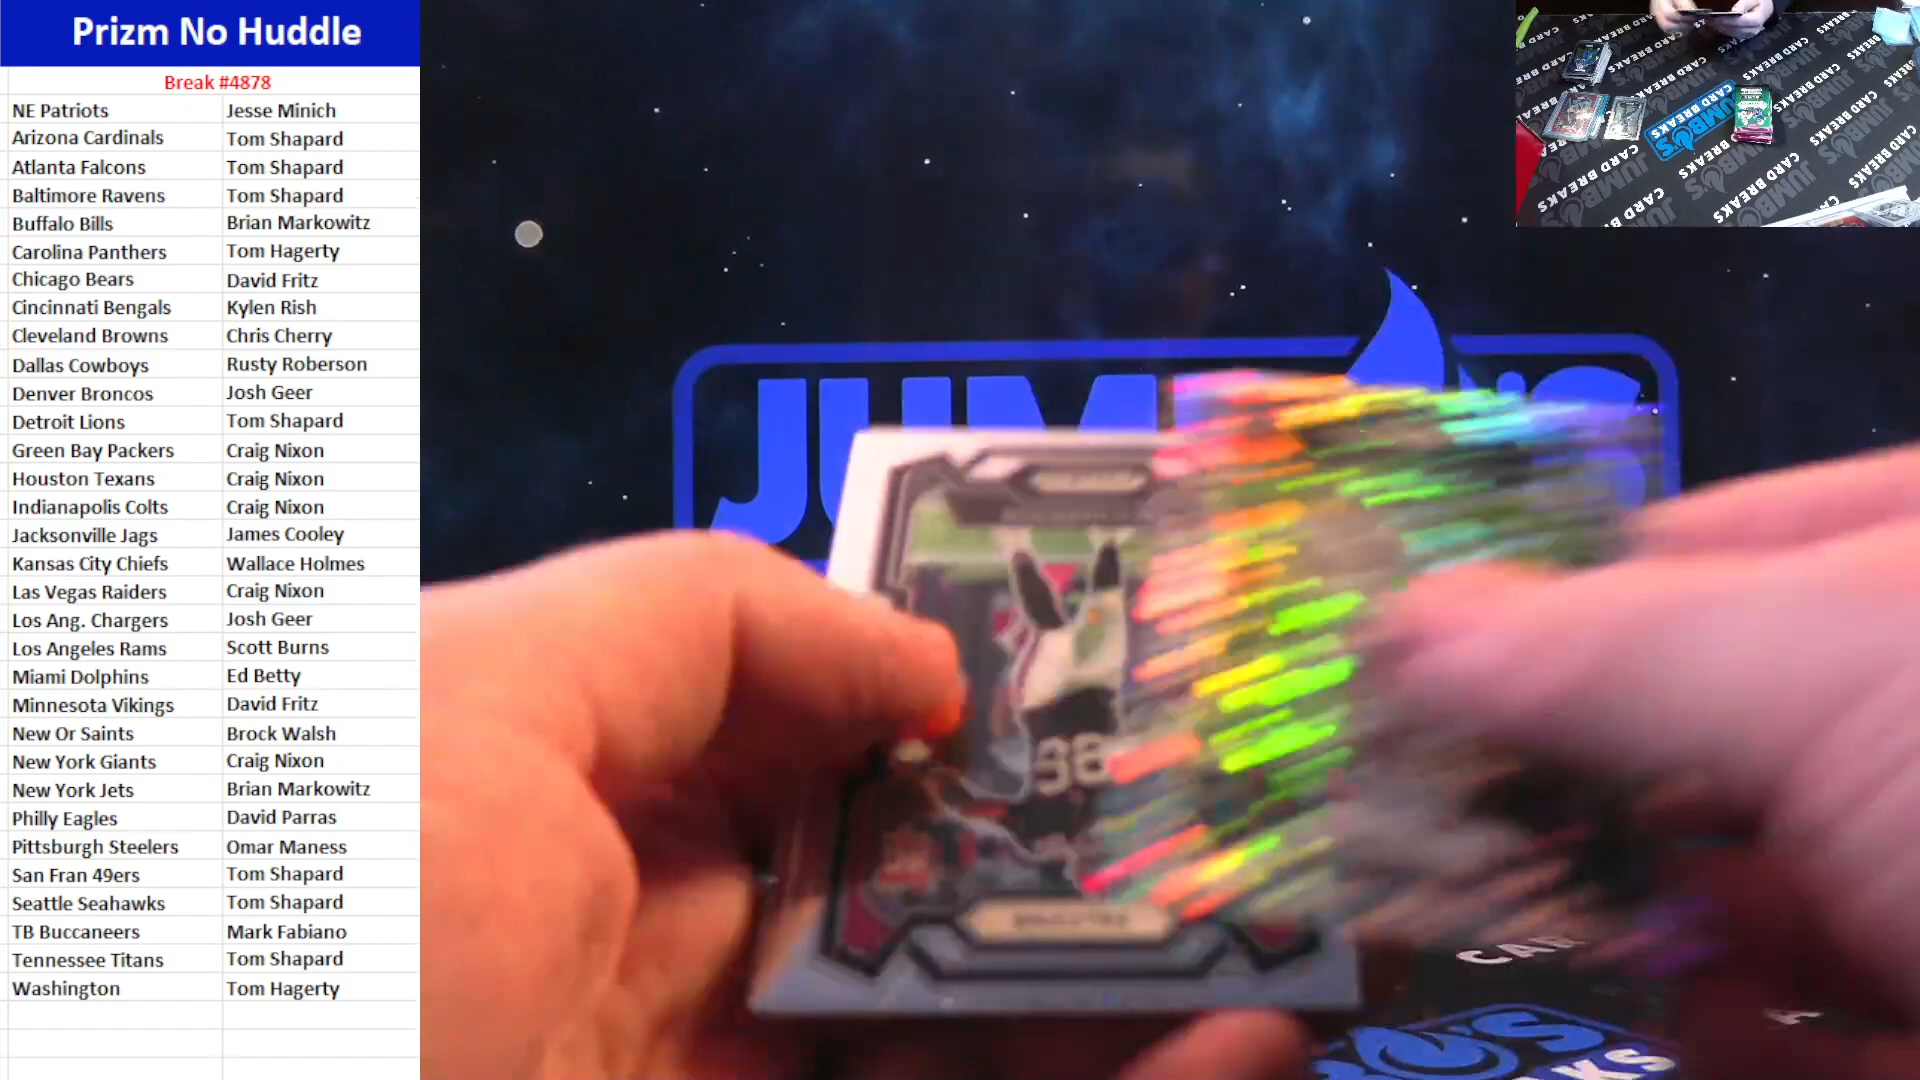 Prizm No Huddle
Break #4878
NE Patriots Jesse Minich
Arizona Cardinals Tom Shapard
Atlanta Falcons Tom Shapard
Baltimore Ravens Tom Shapard
Buffalo Bills Brian Markowitz
Carolina Panthers Tom Hagerty
Chicago Bears David Fritz
Cincinnati Bengals Kylen Rish
Cleveland Browns Chris Cherry
Dallas Cowboys Rusty Roberson
Denver Broncos Josh Geer
Detroit Lions Tom Shapard
Green Bay Packers Craig Nixon
Houston Texans Craig Nixon
Indianapolis Colts Craig Nixon
Jacksonville Jags James Cooley
Kansas City Chiefs Wallace Holmes
Las Vegas Raiders Craig Nixon
Los Ang. Chargers Josh Geer
Los Angeles Rams Scott Burns
Miami Dolphins Ed Betty
Minnesota Vikings David Fritz
New Or Saints Brock Walsh
New York Giants Craig Nixon
New York Jets Brian Markowitz
Philly Eagles David Parras
Pittsburgh Steelers Omar Maness
San Fran 49ers Tom Shapard
Seattle Seahawks Tom Shapard
TB Buccaneers Mark Fabiano
Tennessee Titans Tom Shapard
Washington Tom Hagerty
JUMBO'S
CARD BREAKS
98